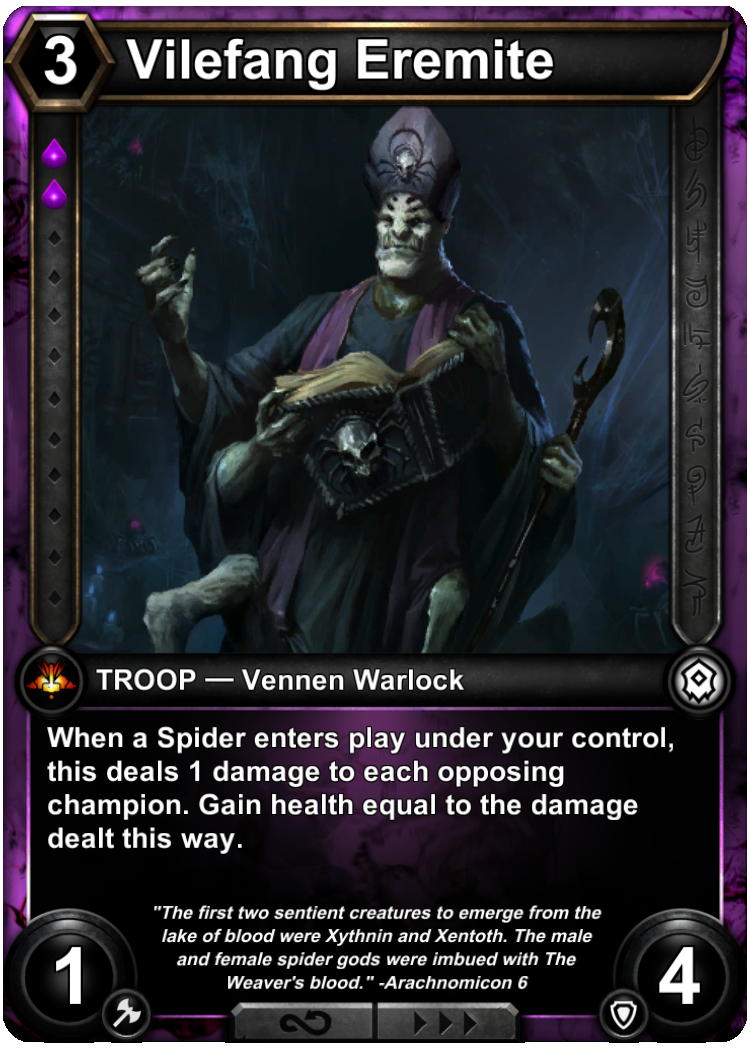 3
Vilefang Eremite
TROOP — Vennen Warlock
When a Spider enters play under your control,
this deals 1 damage to each opposing
champion. Gain health equal to the damage
dealt this way.
"The first two sentient creatures to emerge from the
lake of blood were Xythnin and Xentoth. The male
and female spider gods were imbued with The
Weaver's blood." -Arachnomicon 6
1
4